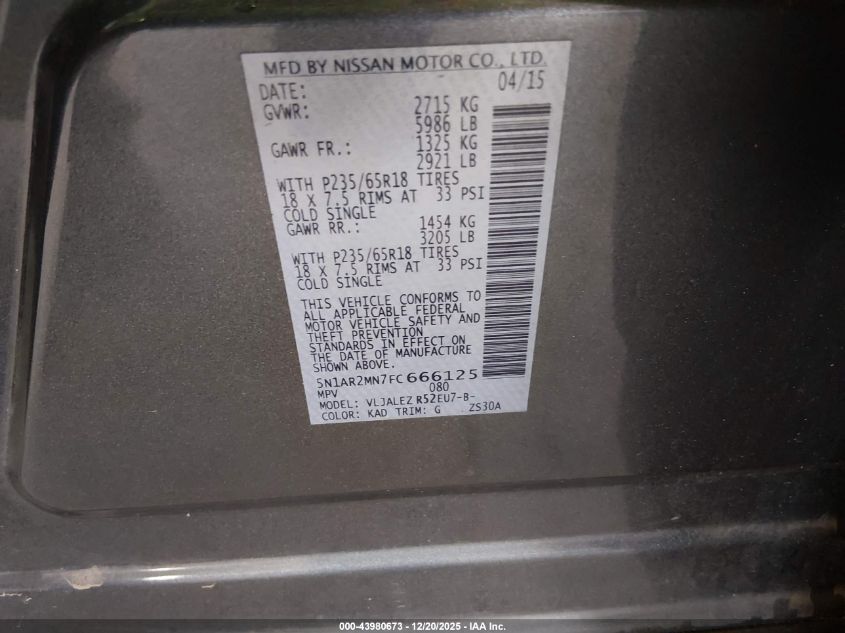 MFD BY NISSAN MOTOR CO., LTD.
DATE: 04/15
GVWR: 2715 KG
5986 LB
GAWR FR.: 1325 KG
2921 LB
WITH P235/65R18 TIRES
18 X 7.5 RIMS AT 33 PSI
COLD SINGLE
GAWR RR.: 1454 KG
3205 LB
WITH P235/65R18 TIRES
18 X 7.5 RIMS AT 33 PSI
COLD SINGLE
THIS VEHICLE CONFORMS TO
ALL APPLICABLE FEDERAL
MOTOR VEHICLE SAFETY AND
THEFT PREVENTION
STANDARDS IN EFFECT ON
THE DATE OF MANUFACTURE
SHOWN ABOVE.
5N1AR2MN7FC666125
MPV 080
MODEL: VLJALEZ R52EU7-B-
COLOR: KAD TRIM: G ZS30A
000-43980673 - 12/20/2025 - IAA Inc.